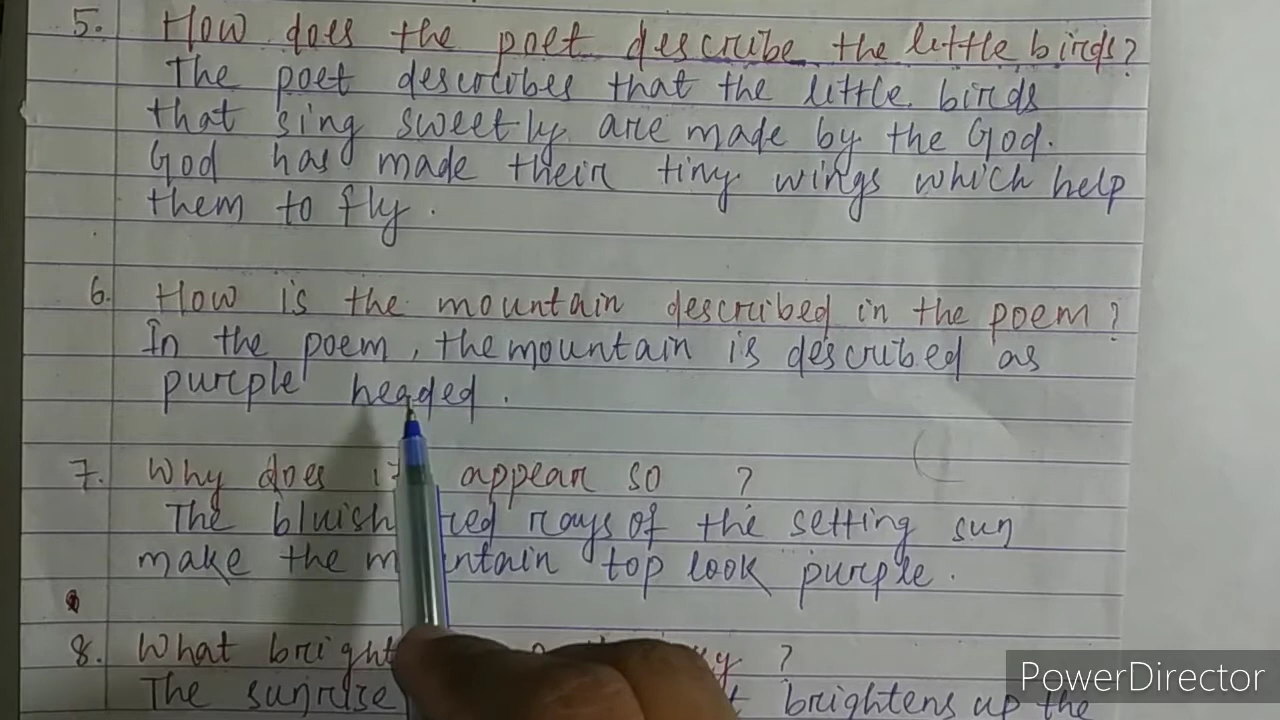 5. How does the poet describe the little birds?
The poet describes that the little birds
that sing sweetly are made by the God.
God has made their tiny wings which help
them to fly.
6. How is the mountain described in the poem?
In the poem, the mountain is described as
purple headed.
7. Why does it appear so ?
The bluish red rays of the setting sun
make the mountain top look purple.
8. What bright ?
The sunrise brightens up the
PowerDirector